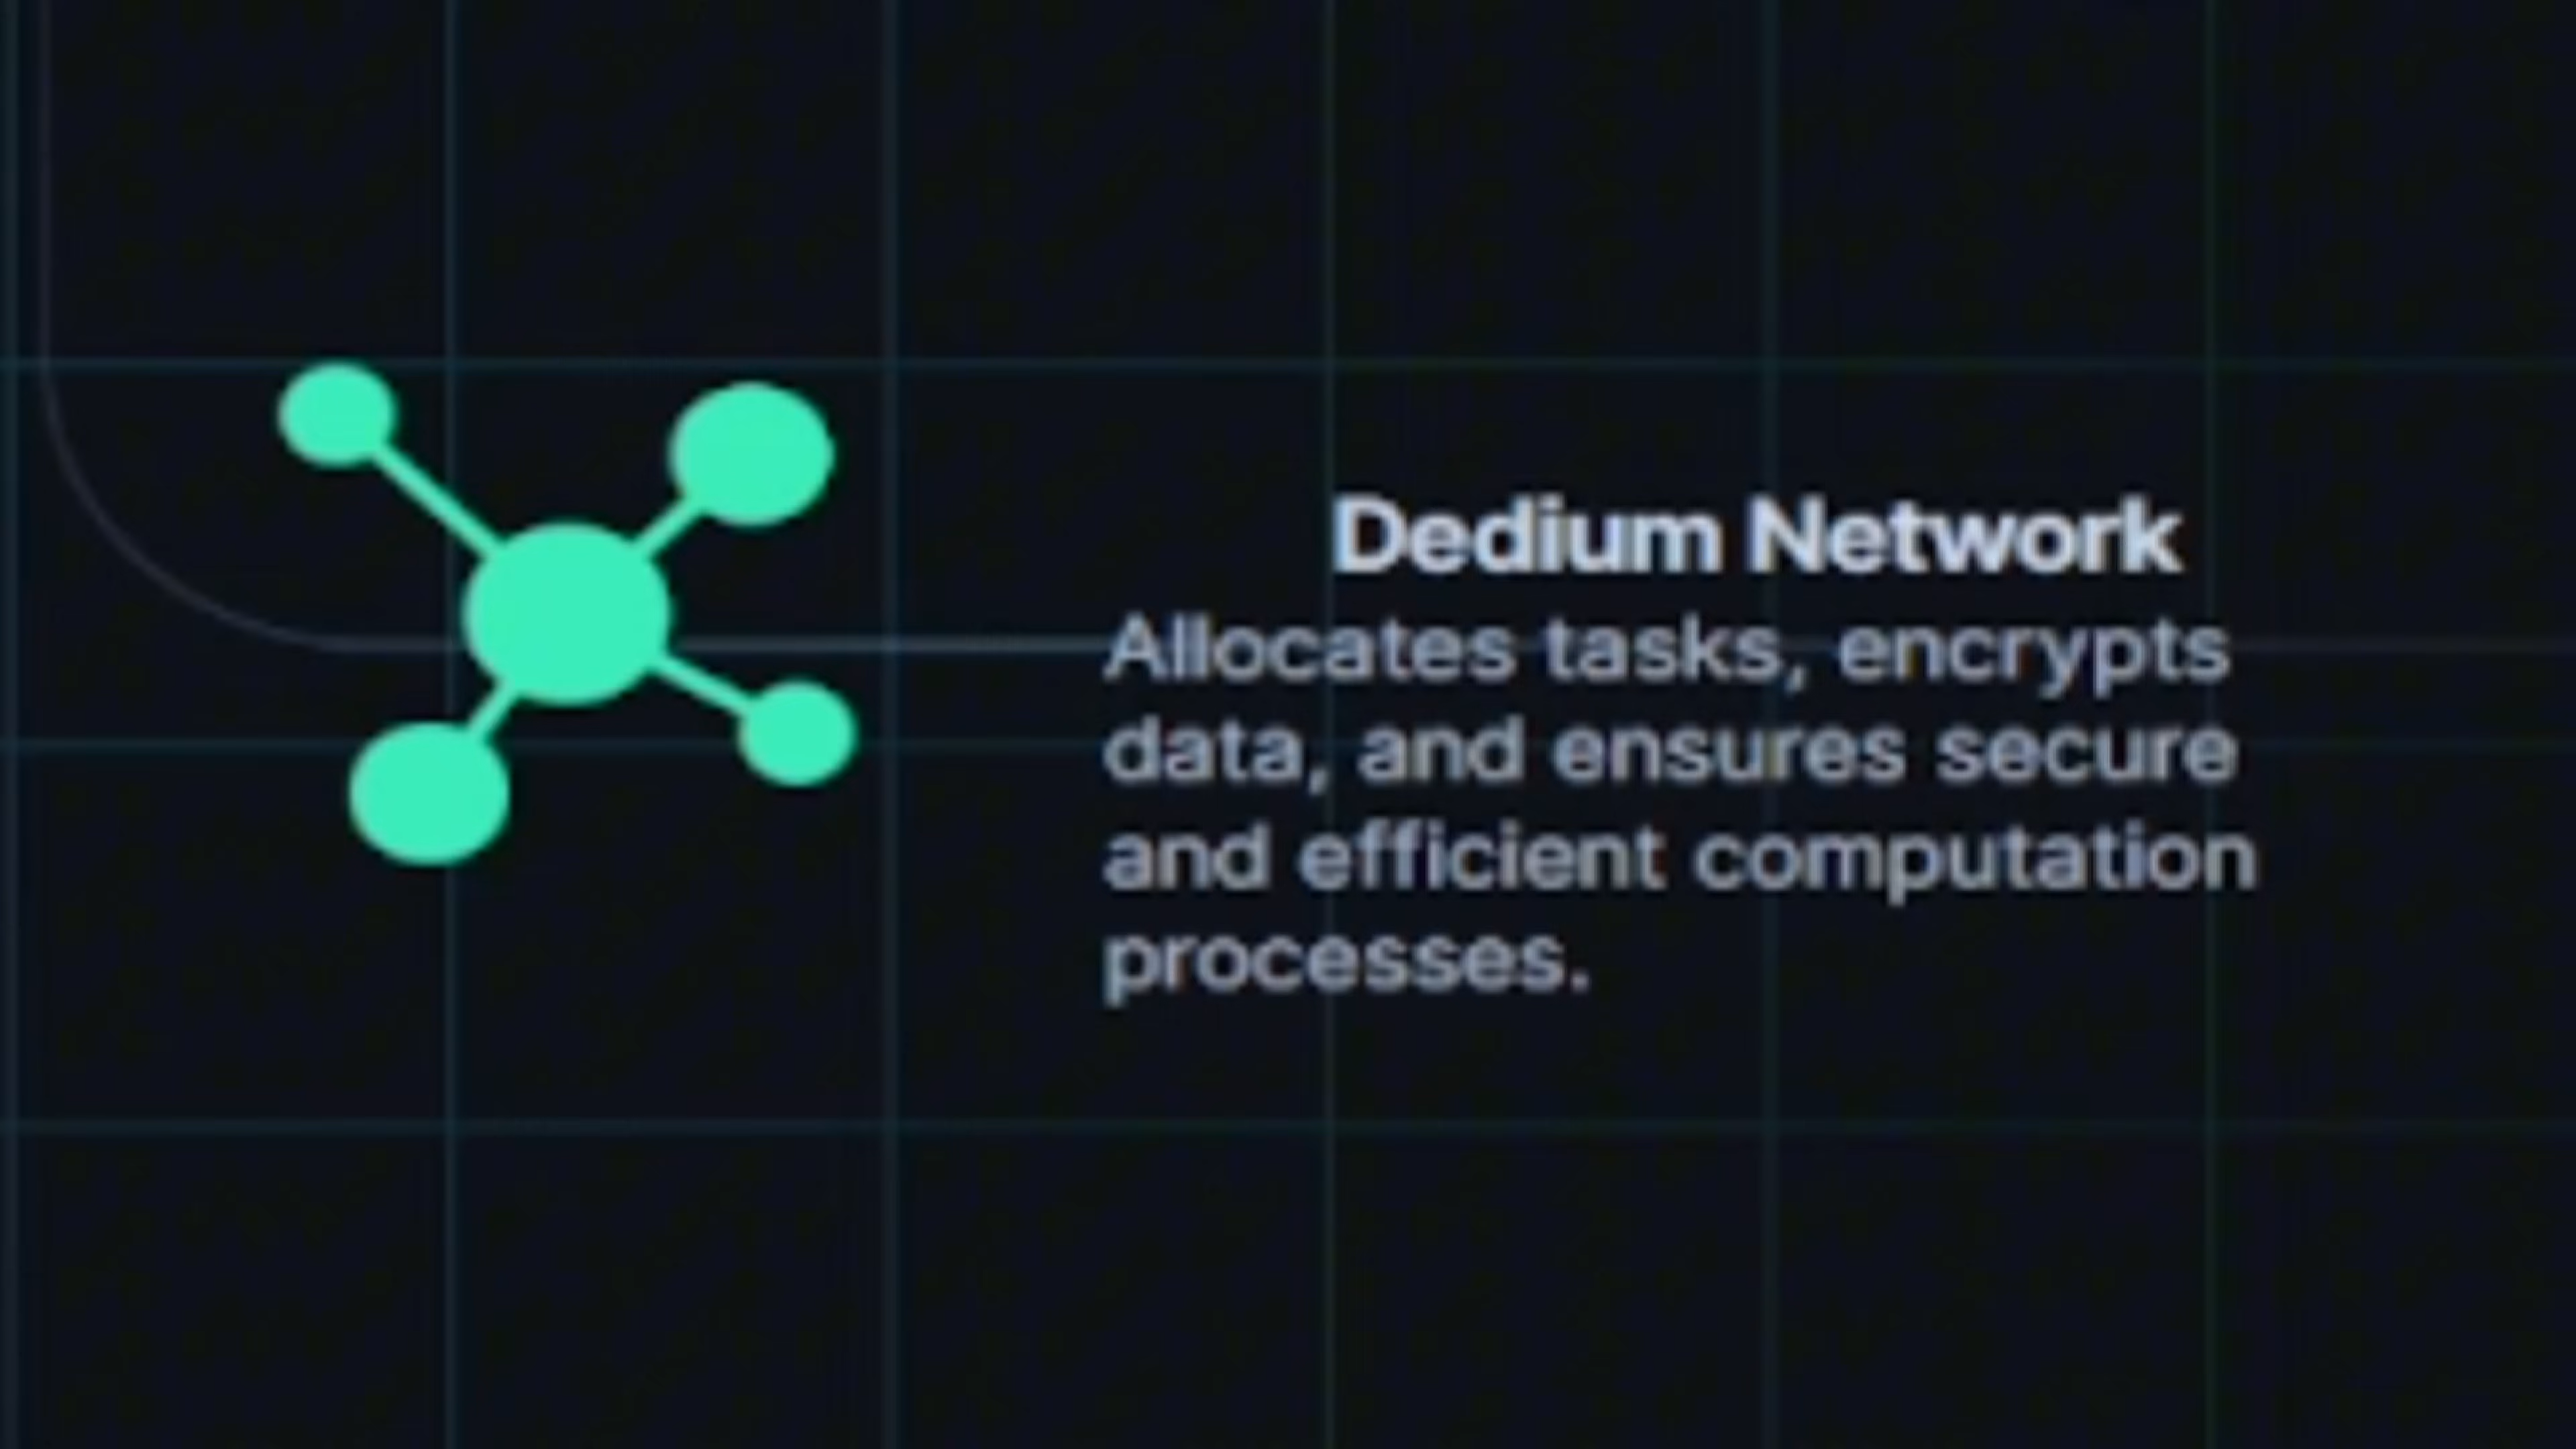 Dedium Network
Allocates tasks, encrypts
data, and ensures secure
and efficient computation
processes.